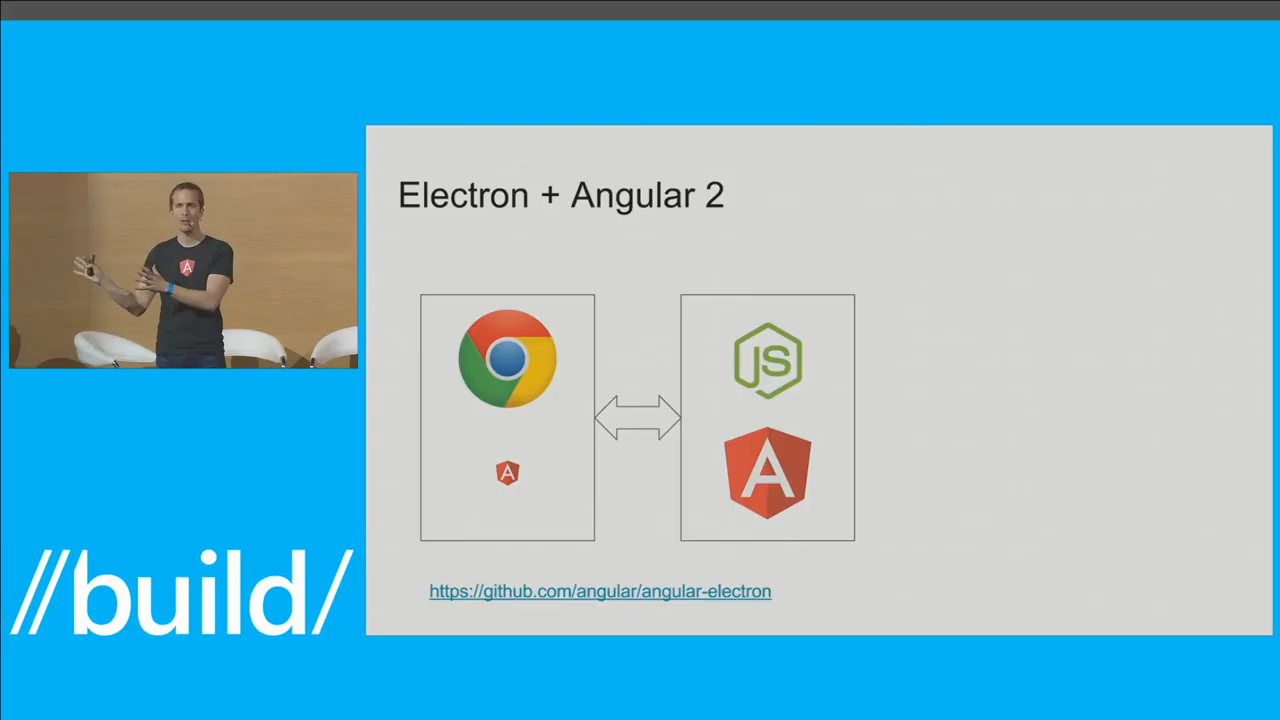 Electron + Angular 2
JS
A
A
A
https://github.com/angular/angular-electron
//build/